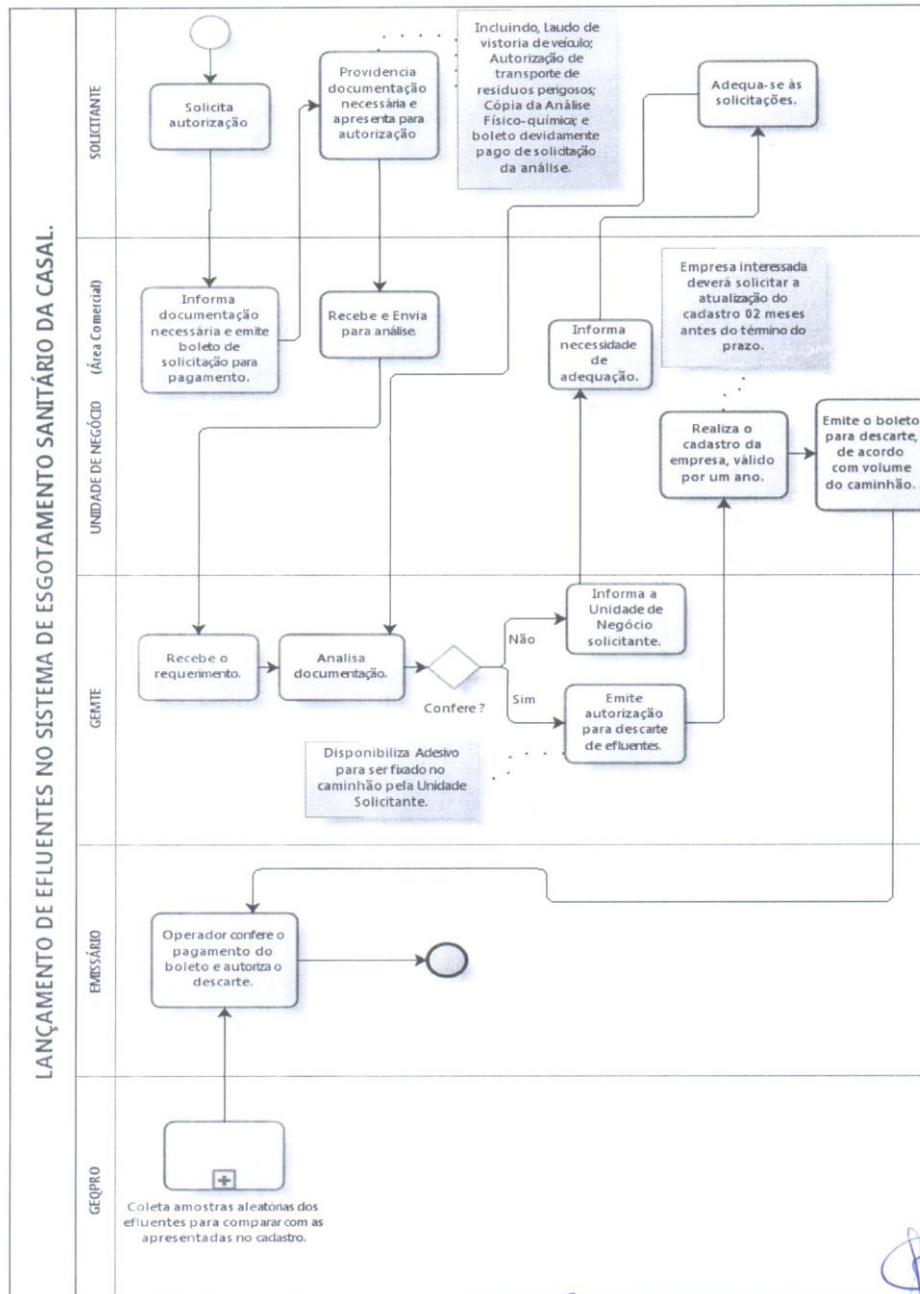 LANÇAMENTO DE EFLUENTES NO SISTEMA DE ESGOTAMENTO SANITÁRIO DA CASAL.
SOLICITANTE
Solicita
autorização
Providencia
documentação
necessária e
apresenta para
autorização
Incluindo, Laudo de
vistoria de veículo;
Autorização de
transporte de
resíduos perigosos;
Cópia da Análise
Físico-química; e
boleto devidamente
pago de solicitação
da análise.
Adequa-se às
solicitações.
UNIDADE DE NEGÓCIO (Área Comercial)
Informa
documentação
necessária e emite
boleto de
solicitação para
pagamento.
Recebe e Envia
para análise.
Informa
necessidade
de
adequação.
Empresa interessada
deverá solicitar a
atualização do
cadastro 02 meses
antes do término do
prazo.
Realiza o
cadastro da
empresa, válido
por um ano.
Emite o boleto
para descarte,
de acordo
com volume
do caminhão.
GEMTE
Recebe o
requerimento.
Analisa
documentação.
Confere?
Não
Sim
Informa a
Unidade de
Negócio
solicitante.
Emite
autorização
para descarte
de efluentes.
Disponibiliza Adesivo
para ser fixado no
caminhão pela Unidade
Solicitante.
EMISSÁRIO
Operador confere o
pagamento do
boleto e autoriza o
descarte.
GEQPRO
Coleta amostras aleatórias dos
efluentes para comparar com as
apresentadas no cadastro.